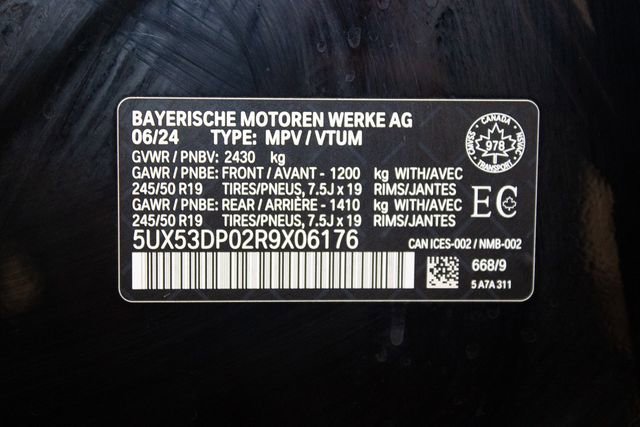 BAYERISCHE MOTOREN WERKE AG
06/24 TYPE: MPV / VTUM
GVWR / PNBV: 2430 kg
GAWR / PNBE: FRONT / AVANT - 1200 kg WITH/AVEC
245/50 R19 TIRES/PNEUS, 7.5J x 19 RIMS/JANTES
GAWR / PNBE: REAR / ARRIÈRE - 1410 kg WITH/AVEC
245/50 R19 TIRES/PNEUS, 7.5J x 19 RIMS/JANTES
5UX53DP02R9X06176
CANADA
978
TRANSPORT
EC
CAN ICES-002 / NMB-002
668/9
5 A7A 311